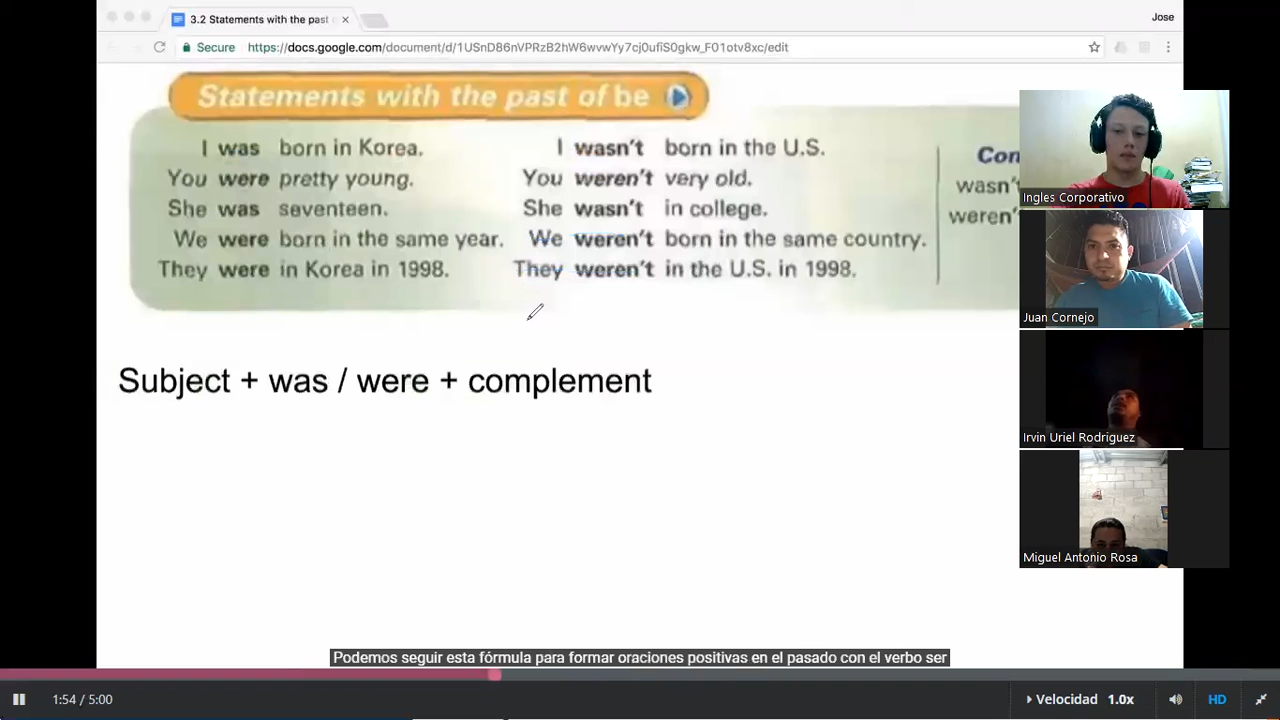 3.2 Statements with the past
Jose
Secure
https://docs.google.com/document/d/1USnD86nVPRzB2hW6wvwYy7cj0ufiS0gkw_F01otv8xc/edit
Statements with the past of be
I was born in Korea.
You were pretty young.
She was seventeen.
We were born in the same year.
They were in Korea in 1998.
I wasn't born in the U.S.
You weren't very old.
She wasn't in college.
We weren't born in the same country.
They weren't in the U.S. in 1998.
Con
wasn't
weren'
Subject + was / were + complement
Ingles Corporativo
Juan Cornejo
Irvin Uriel Rodriguez
Miguel Antonio Rosa
Podemos seguir esta fórmula para formar oraciones positivas en el pasado con el verbo ser
1:54 / 5:00
Velocidad 1.0x
HD